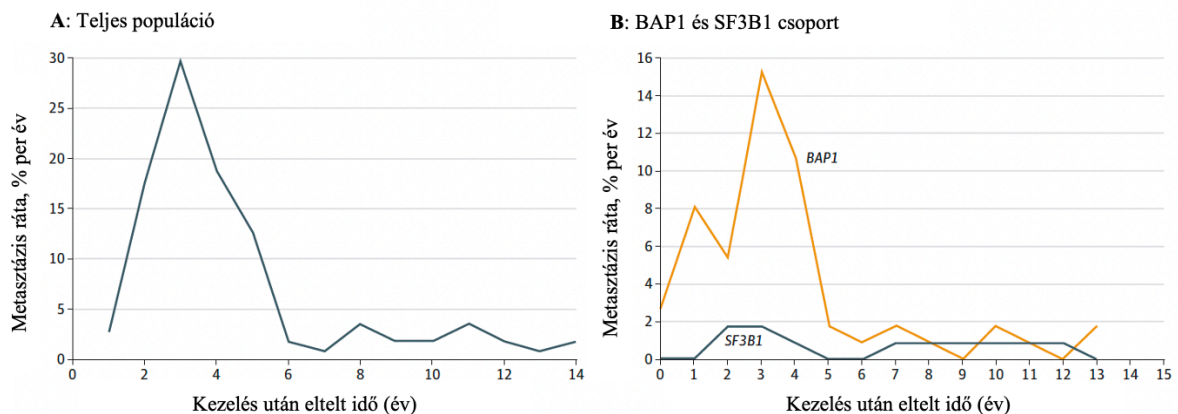 A: Teljes populáció
Metasztázis ráta, % per év
30
25
20
15
10
5
0
0 2 4 6 8 10 12 14
Kezelés után eltelt idő (év)
B: BAP1 és SF3B1 csoport
Metasztázis ráta, % per év
16
14
12
10
8
6
4
2
0
BAP1
SF3B1
0 1 2 3 4 5 6 7 8 9 10 11 12 13 14 15
Kezelés után eltelt idő (év)